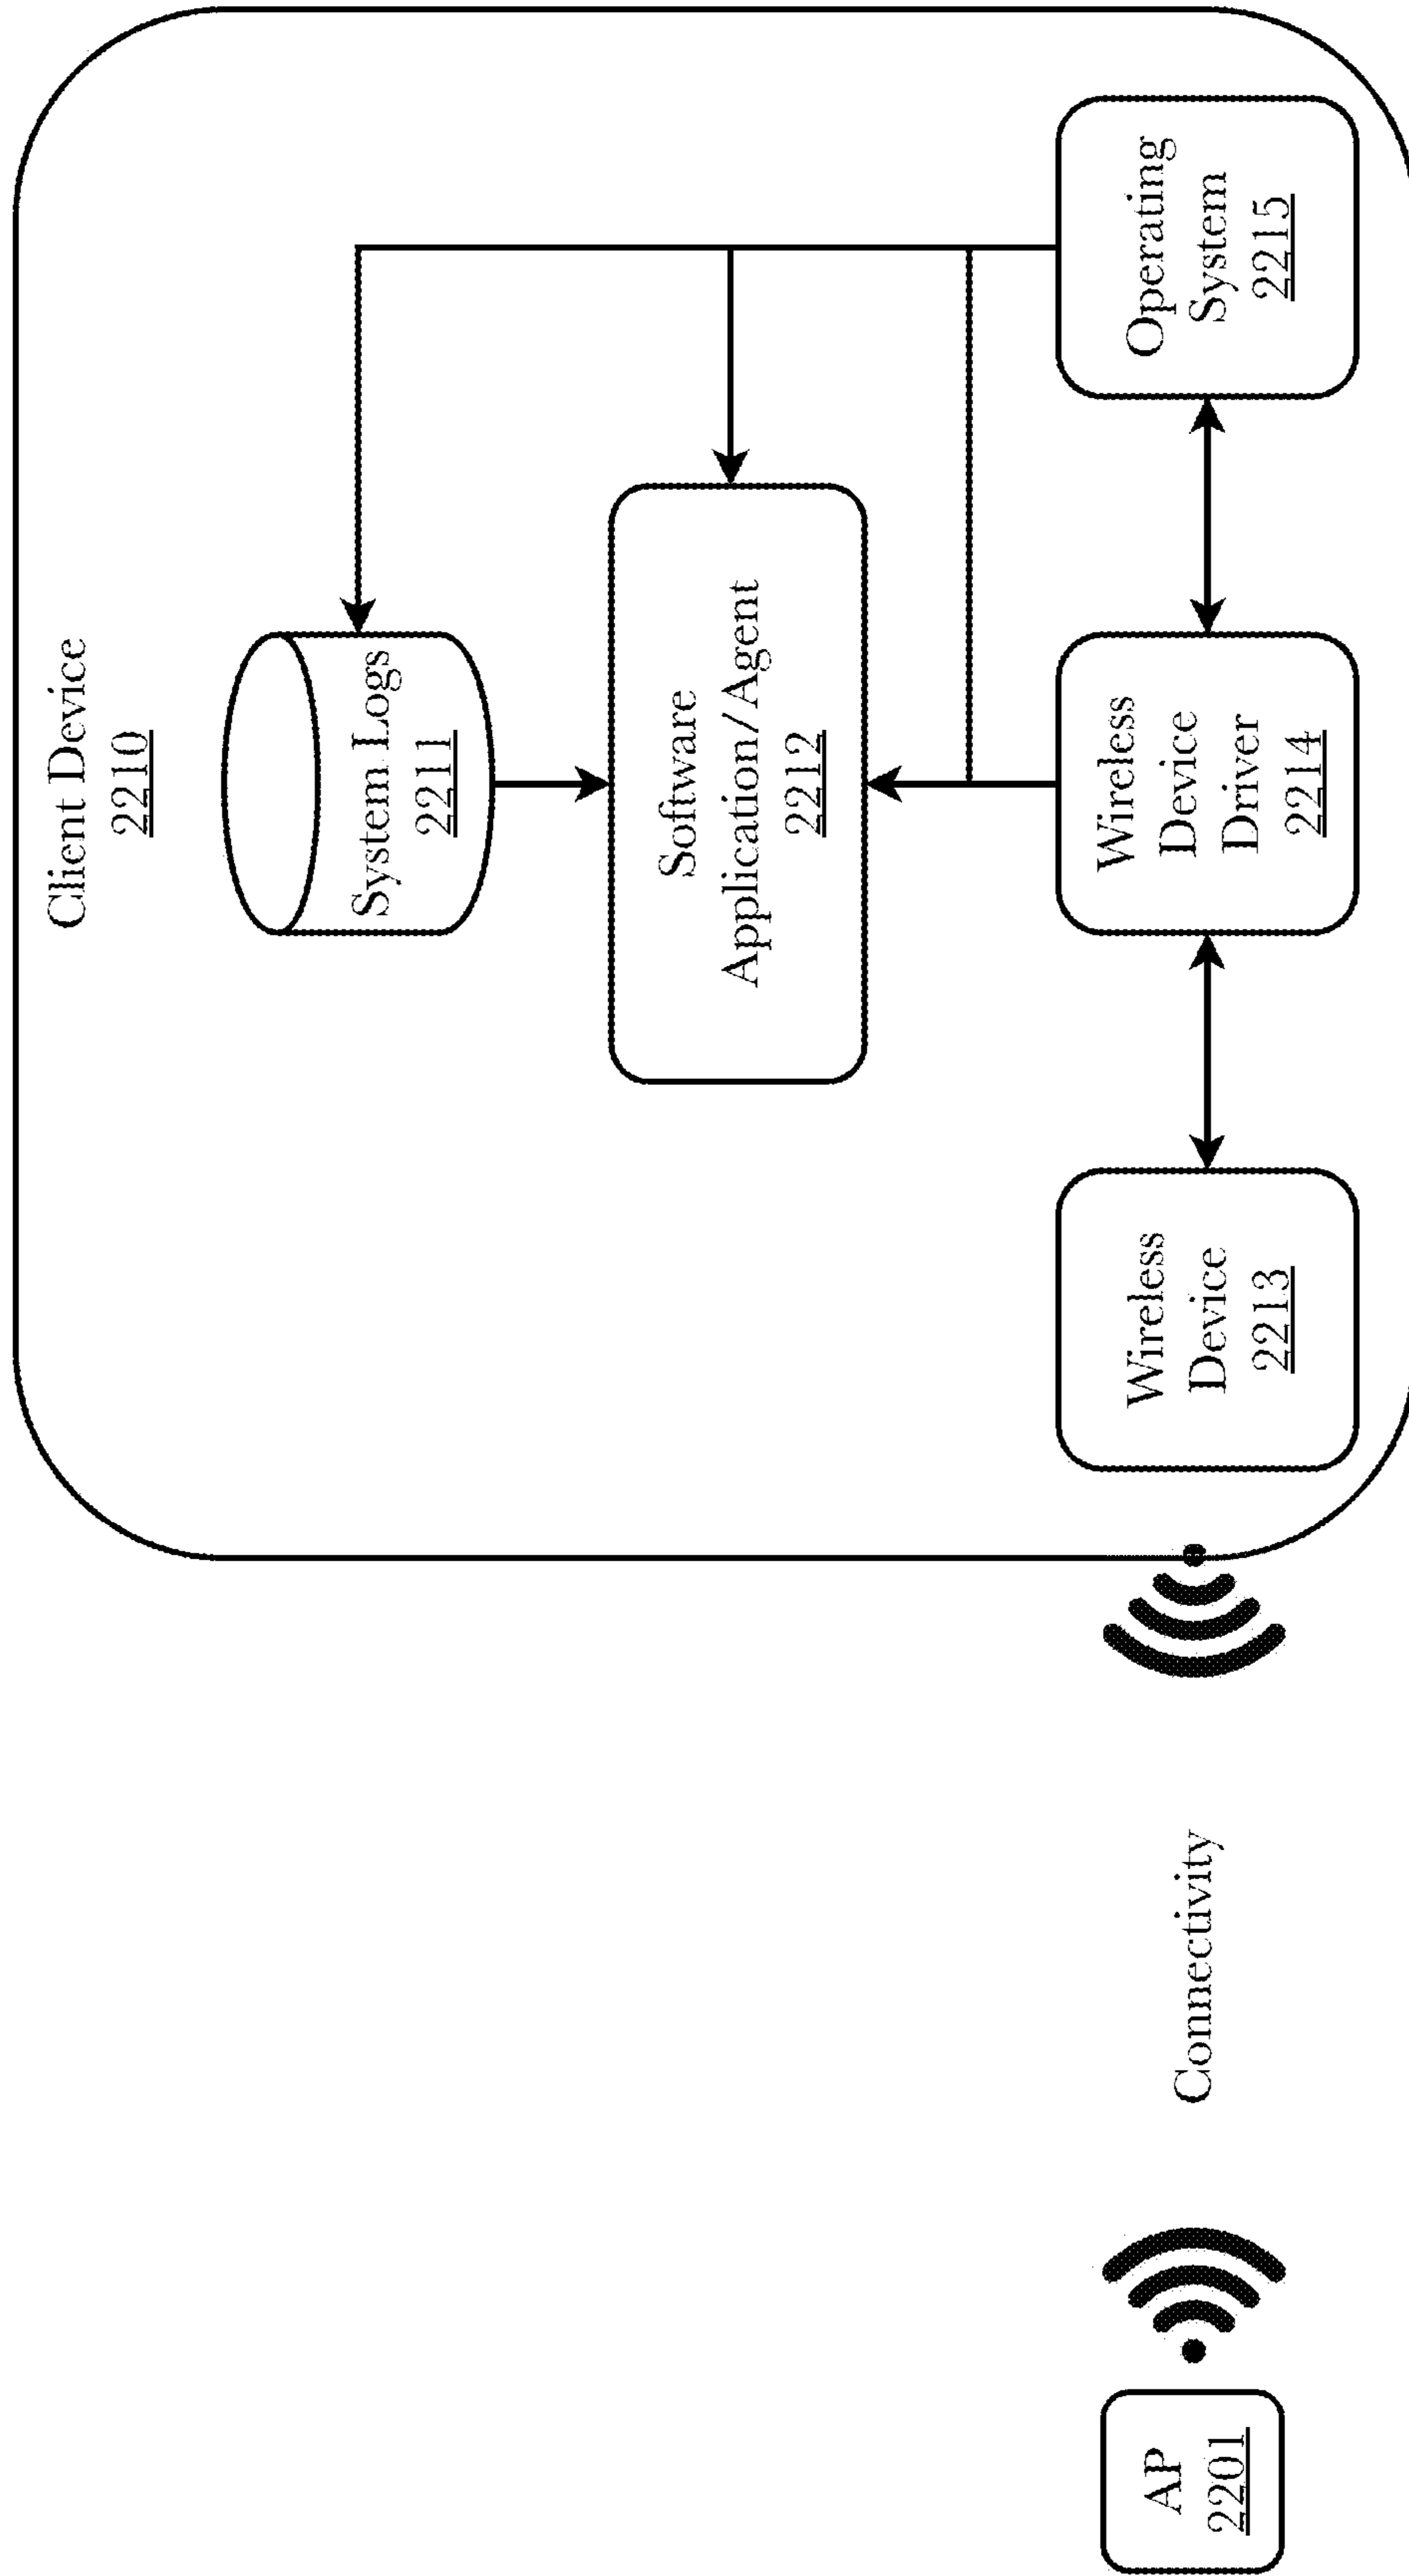 Client Device
2210
System Logs
2211
Software
Application/Agent
2212
AP
2201
Connectivity
Wireless
Device
2213
Wireless
Device
Driver
2214
Operating
System
2215